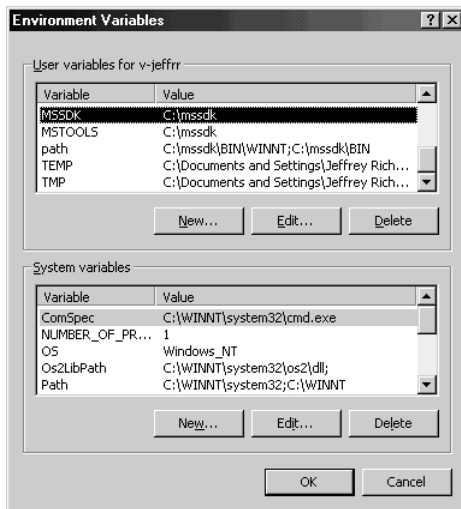 Environment Variables
User variables for v-jeffrr
Variable Value
MSSDK C:\mssdk
MSTOOLS C:\mssdk
path C:\mssdk\BIN\WINNT;C:\mssdk\BIN
TEMP C:\Documents and Settings\Jeffrey Rich...
TMP C:\Documents and Settings\Jeffrey Rich...
New... Edit... Delete
System variables
Variable Value
ComSpec C:\WINNT\system32\cmd.exe
NUMBER_OF_PR... 1
OS Windows_NT
Os2LibPath C:\WINNT\system32\os2\dll;
Path C:\WINNT\system32;C:\WINNT
New... Edit... Delete
OK Cancel